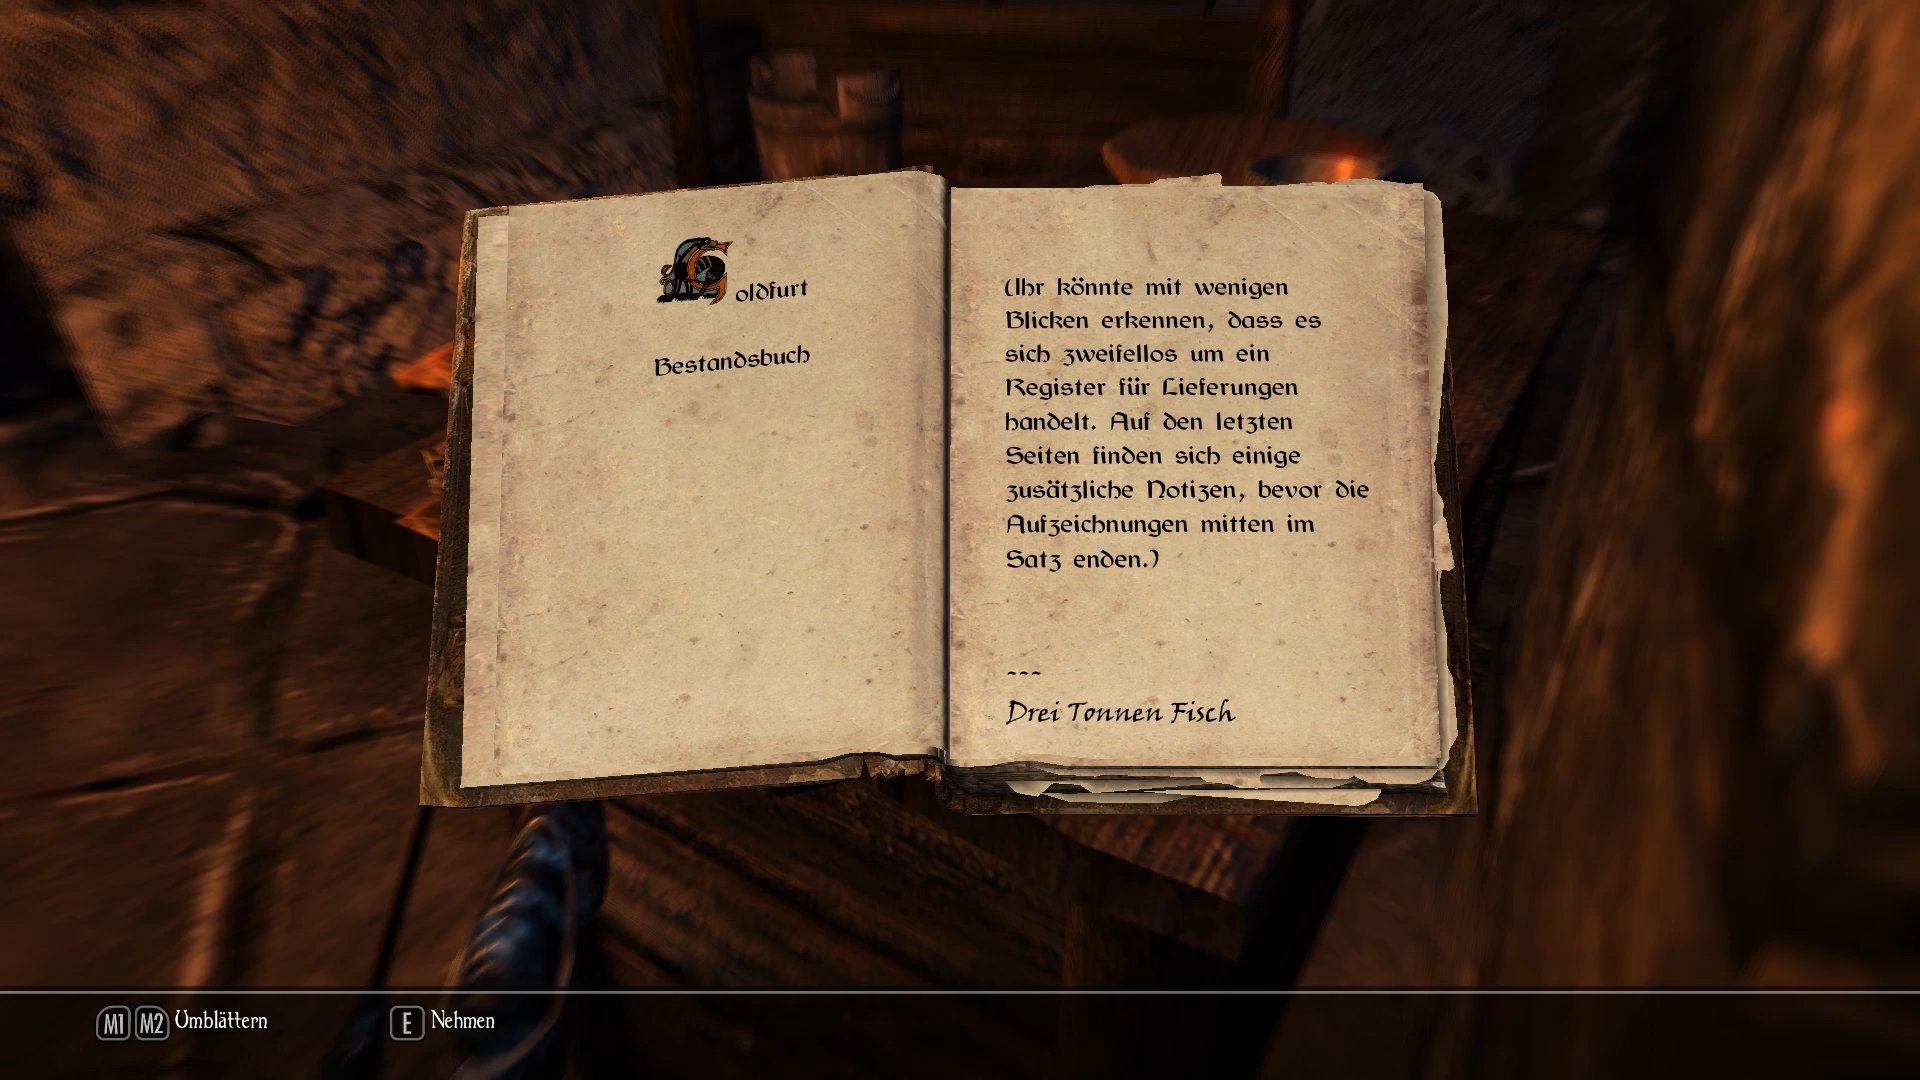 Goldfurt
Bestandsbuch
(Ihr könnte mit wenigen
Blicken erkennen, dass es
sich zweifellos um ein
Register für Lieferungen
handelt. Auf den letzten
Seiten finden sich einige
zusätzliche Notizen, bevor die
Aufzeichnungen mitten im
Satz enden.)
---
Drei Tonnen Fisch
M1 M2 Umblättern
E Nehmen